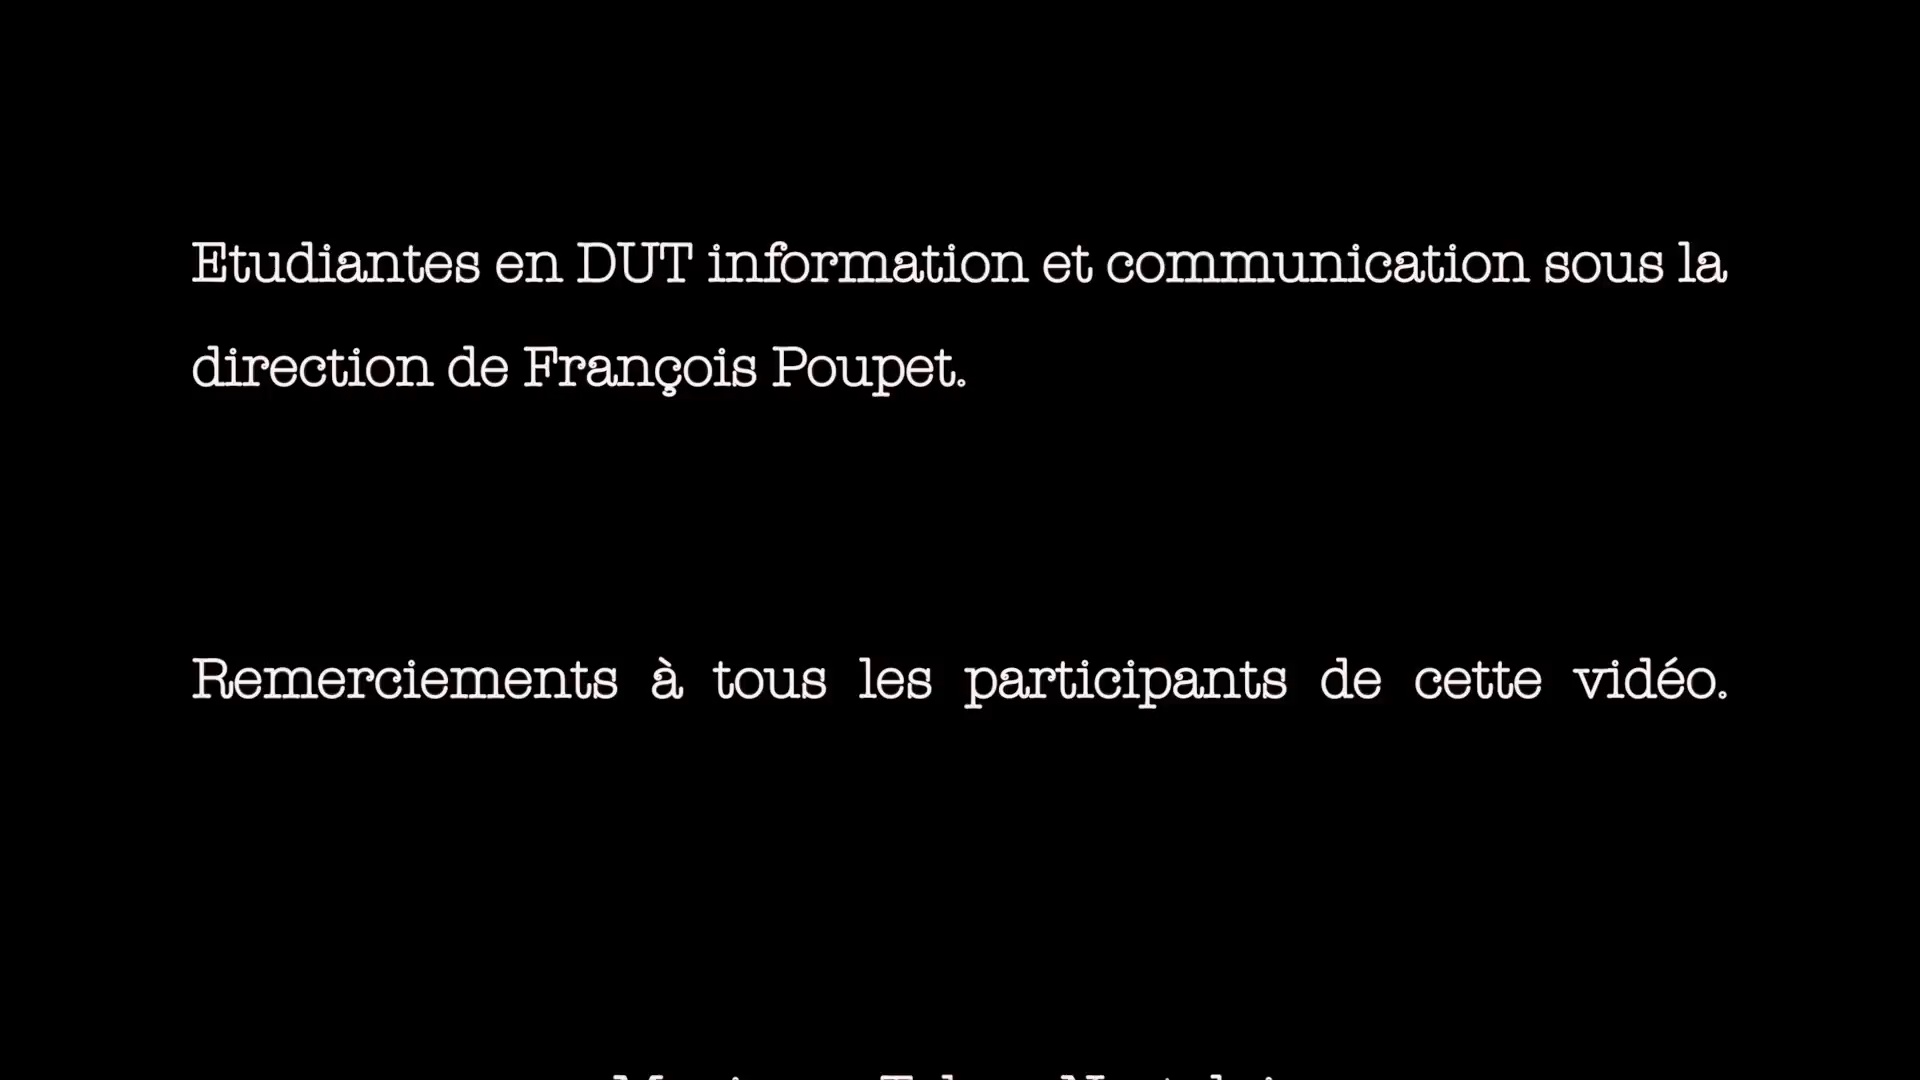 Etudiantes en DUT information et communication sous la
direction de François Poupet.
Remerciements à tous les participants de cette vidéo.